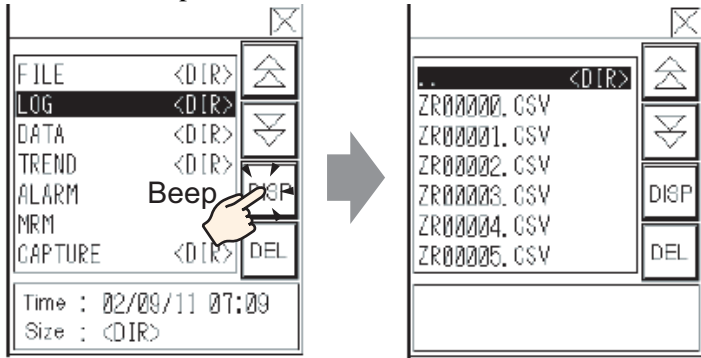 FILE <DIR>
LOG <DIR>
DATA <DIR>
TREND <DIR>
ALARM
MRM
CAPTURE <DIR>
DISP
Beep
DEL
Time : 02/09/11 07:09
Size : <DIR>
.. <DIR>
ZR00000.CSV
ZR00001.CSV
ZR00002.CSV
ZR00003.CSV
ZR00004.CSV
ZR00005.CSV
DISP
DEL